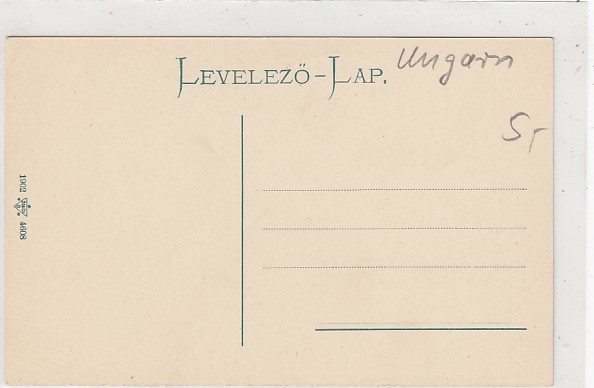 LEVELEZŐ-LAP.
Ungarn
5,-
1902 4608